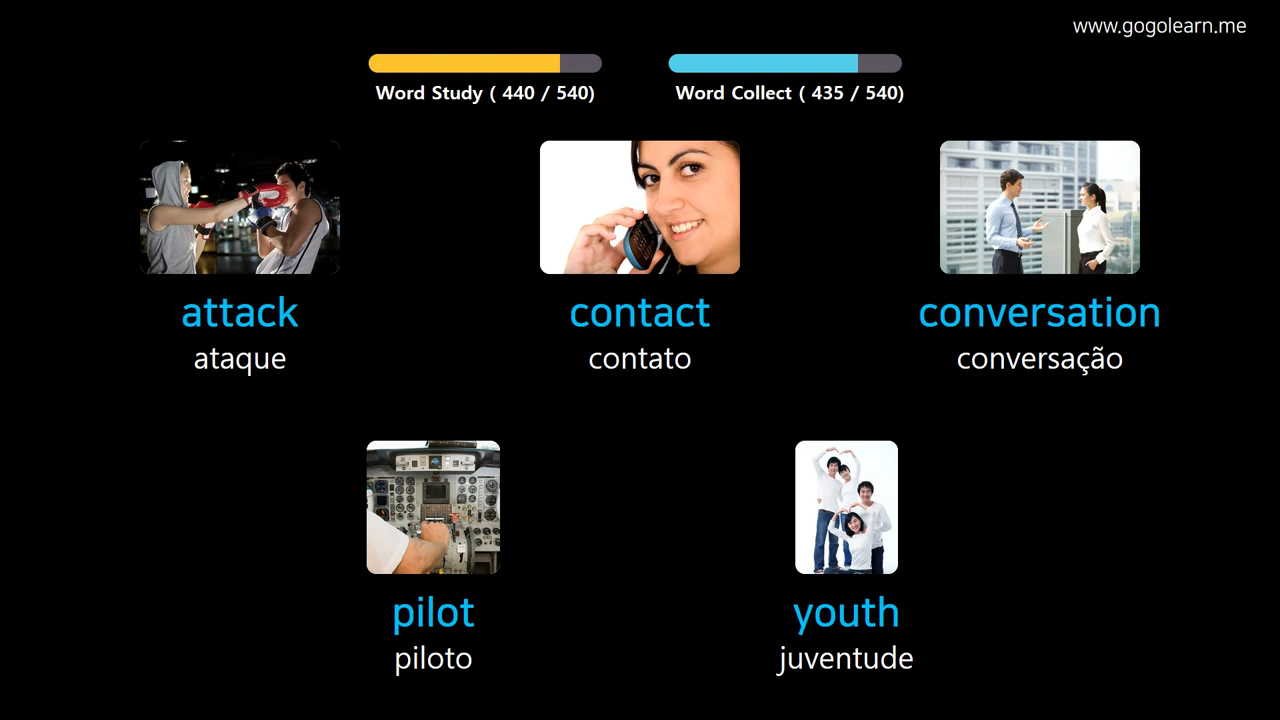 www.gogolearn.me
Word Study ( 440 / 540)
Word Collect ( 435 / 540)
attack
ataque
contact
contato
conversation
conversação
pilot
piloto
youth
juventude